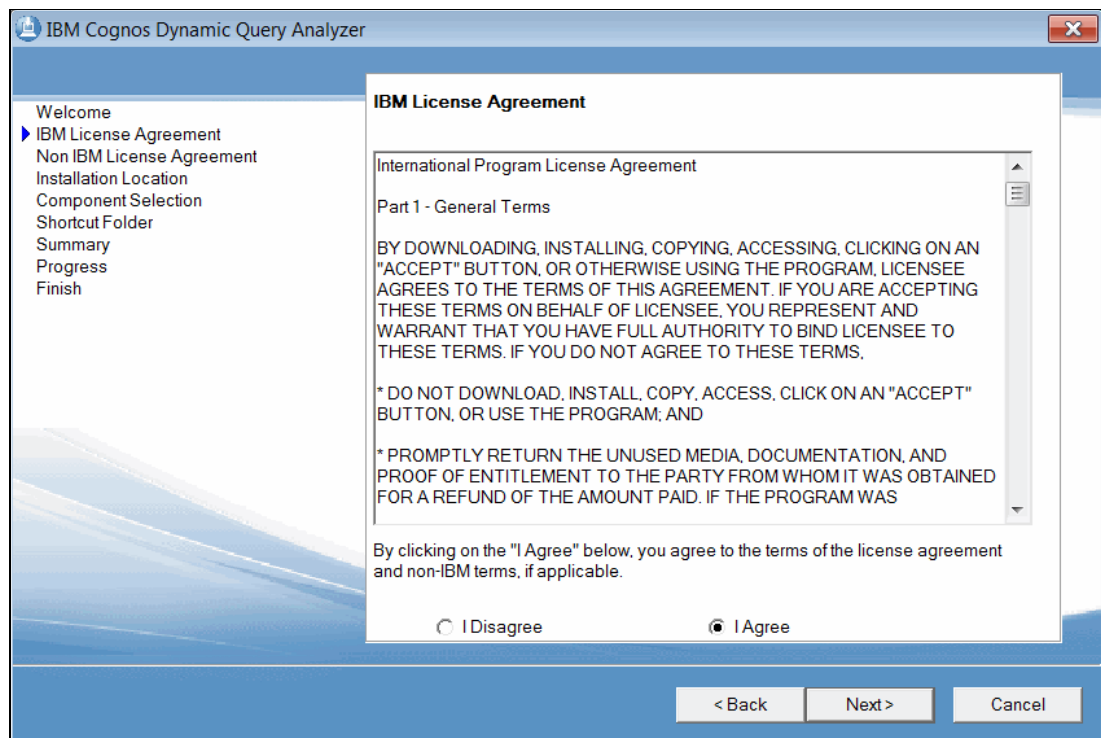 IBM Cognos Dynamic Query Analyzer
Welcome
IBM License Agreement
Non IBM License Agreement
Installation Location
Component Selection
Shortcut Folder
Summary
Progress
Finish
IBM License Agreement
International Program License Agreement
Part 1 - General Terms
BY DOWNLOADING, INSTALLING, COPYING, ACCESSING, CLICKING ON AN
"ACCEPT" BUTTON, OR OTHERWISE USING THE PROGRAM, LICENSEE
AGREES TO THE TERMS OF THIS AGREEMENT. IF YOU ARE ACCEPTING
THESE TERMS ON BEHALF OF LICENSEE, YOU REPRESENT AND
WARRANT THAT YOU HAVE FULL AUTHORITY TO BIND LICENSEE TO
THESE TERMS. IF YOU DO NOT AGREE TO THESE TERMS,
* DO NOT DOWNLOAD, INSTALL, COPY, ACCESS, CLICK ON AN "ACCEPT"
BUTTON, OR USE THE PROGRAM; AND
* PROMPTLY RETURN THE UNUSED MEDIA, DOCUMENTATION, AND
PROOF OF ENTITLEMENT TO THE PARTY FROM WHOM IT WAS OBTAINED
FOR A REFUND OF THE AMOUNT PAID. IF THE PROGRAM WAS
By clicking on the "I Agree" below, you agree to the terms of the license agreement
and non-IBM terms, if applicable.
I Disagree
I Agree
< Back
Next >
Cancel